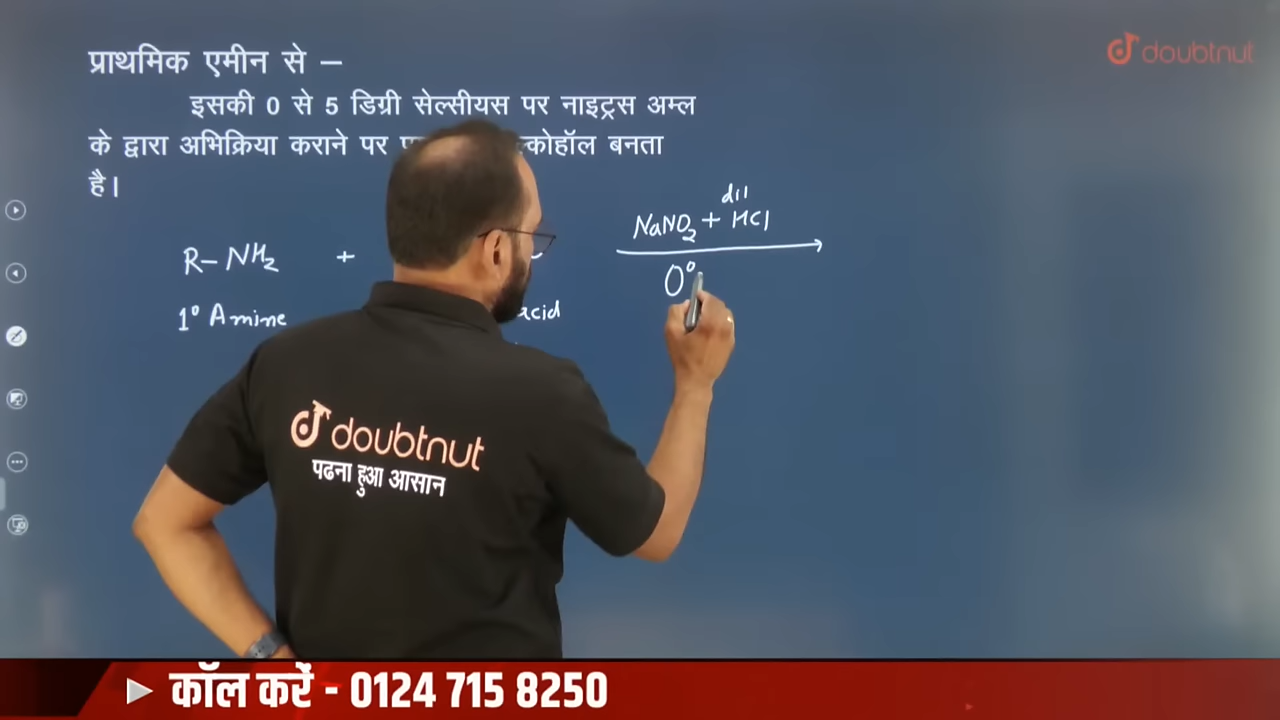 प्राथमिक एमीन से –
doubtnut
इसकी 0 से 5 डिग्री सेल्सीयस पर नाइट्रस अम्ल
के द्वारा अभिक्रिया कराने पर बनता
है।
dil
NaNO2 + HCl
R-NH2 +
0°
1° Amine acid
doubtnut
पढना हुआ आसान
कॉल करें - 0124 715 8250